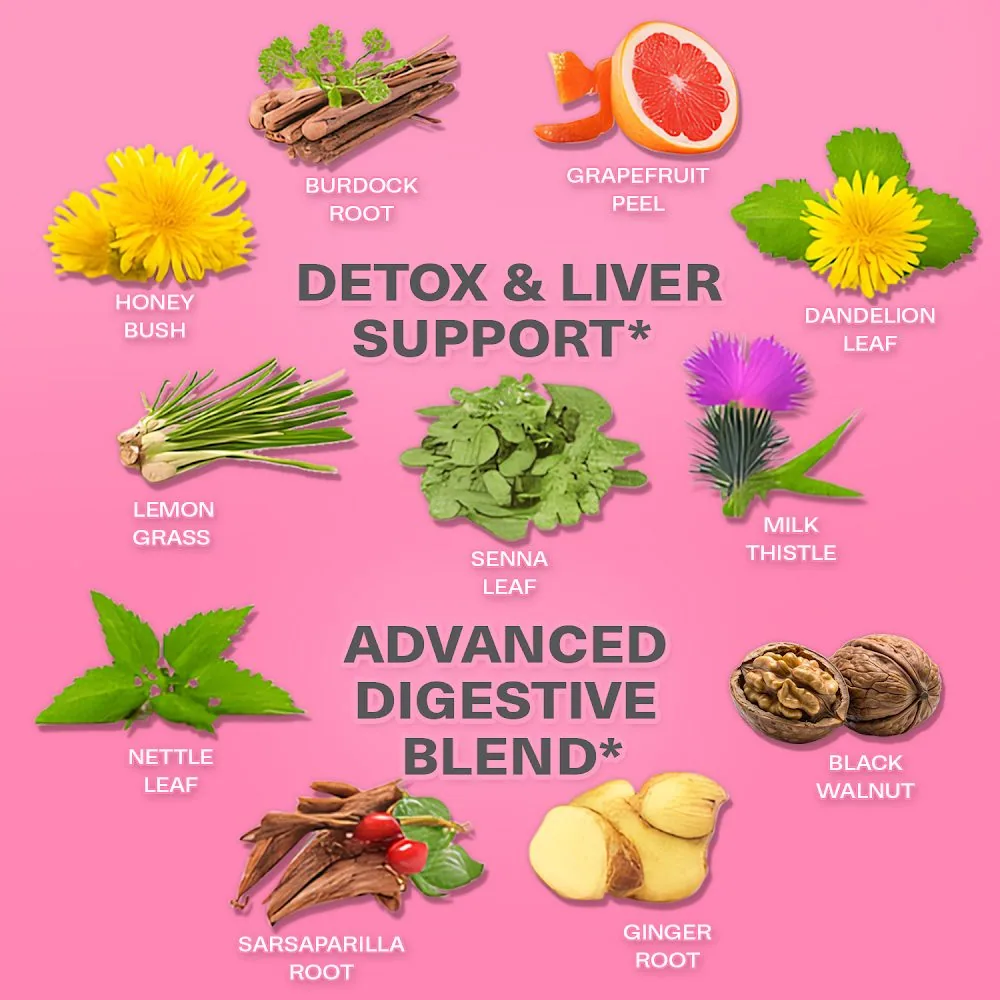 BURDOCK
ROOT
GRAPEFRUIT
PEEL
HONEY
BUSH
DETOX & LIVER
SUPPORT*
DANDELION
LEAF
LEMON
GRASS
SENNA
LEAF
MILK
THISTLE
ADVANCED
DIGESTIVE
BLEND*
NETTLE
LEAF
BLACK
WALNUT
SARSAPARILLA
ROOT
GINGER
ROOT